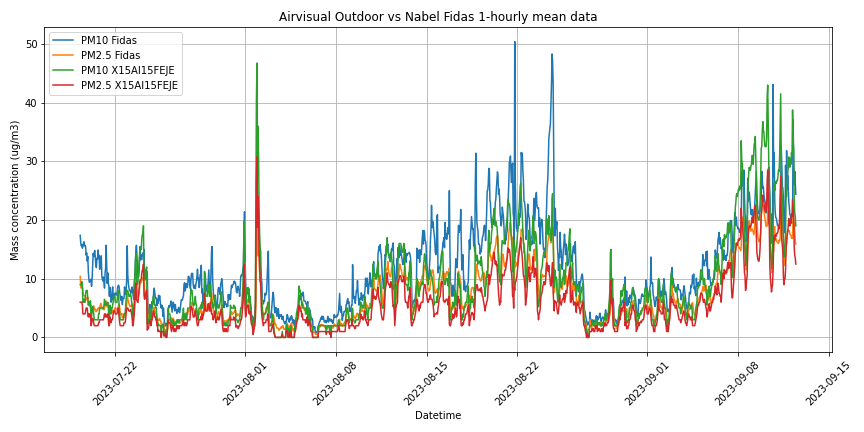 Airvisual Outdoor vs Nabel Fidas 1-hourly mean data
PM10 Fidas
PM2.5 Fidas
PM10 X15AI15FEJE
PM2.5 X15AI15FEJE
Mass concentration (ug/m3)
50
40
30
20
10
0
2023-07-22
2023-08-01
2023-08-08
2023-08-15
2023-08-22
2023-09-01
2023-09-08
2023-09-15
Datetime